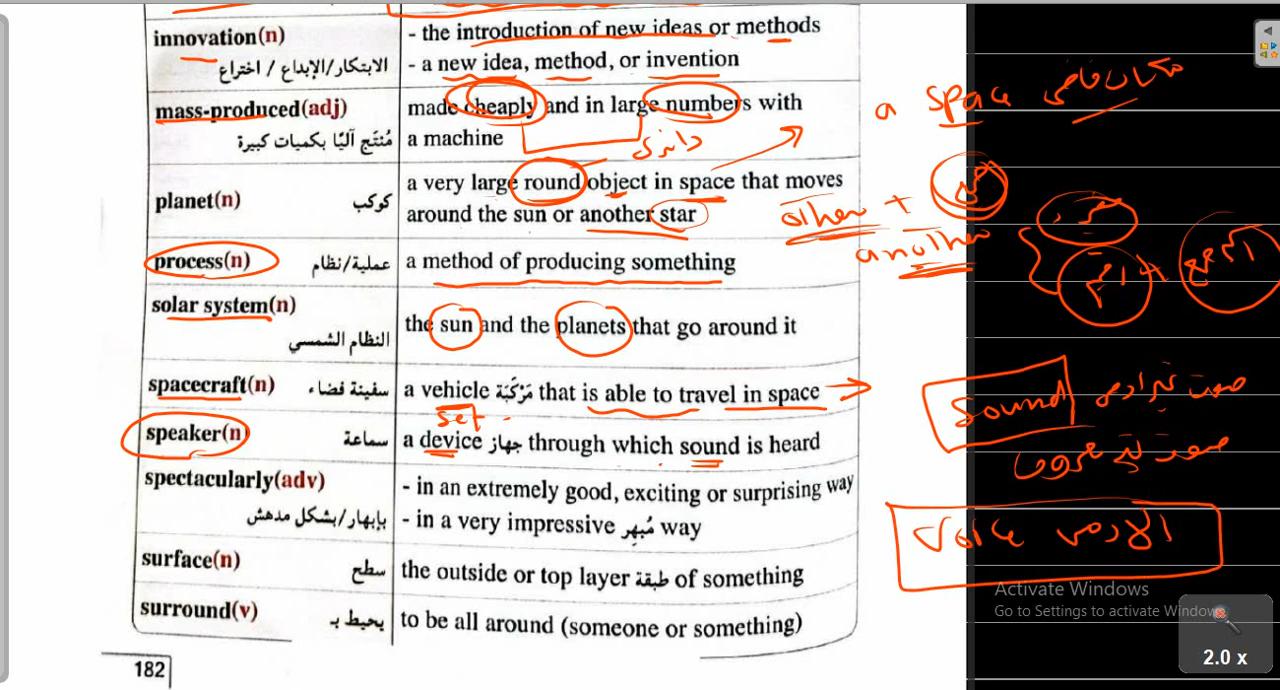 innovation(n)
الابتكار/الإبداع / اختراع
- the introduction of new ideas or methods
- a new idea, method, or invention
mass-produced(adj)
مُنتَج آليًا بكميات كبيرة
made cheaply and in large numbers with
a machine
planet(n) كوكب
a very large round object in space that moves
around the sun or another star
process(n) عملية/نظام
a method of producing something
solar system(n)
النظام الشمسي
the sun and the planets that go around it
spacecraft(n) سفينة فضاء
a vehicle مَرْكَبَة that is able to travel in space
set
speaker(n) سماعة
a device جهاز through which sound is heard
spectacularly(adv)
بإبهار/بشكل مدهش
- in an extremely good, exciting or surprising way
- in a very impressive مُبهِر way
surface(n) سطح
the outside or top layer طبقة of something
surround(v) يحيط بـ
to be all around (someone or something)
182
a space
other +
another
sound
Activate Windows
Go to Settings to activate Windows
2.0 x